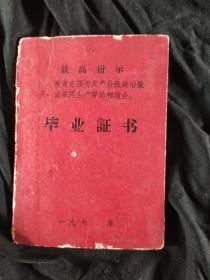 最高指示
教育必须为无产阶级政治服
务，必须同生产劳动相结合。
毕业証书
一九六 年